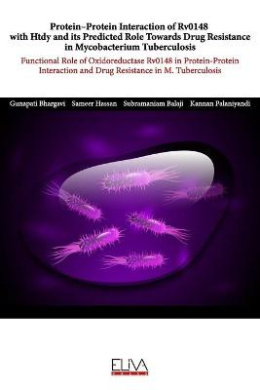 Protein–Protein Interaction of Rv0148
with Htdy and its Predicted Role Towards Drug Resistance
in Mycobacterium Tuberculosis
Functional Role of Oxidoreductase Rv0148 in Protein-Protein
Interaction and Drug Resistance in M. Tuberculosis
Gunapati Bhargavi Sameer Hassan Subramaniam Balaji Kannan Palaniyandi
ELIVA
PRESS